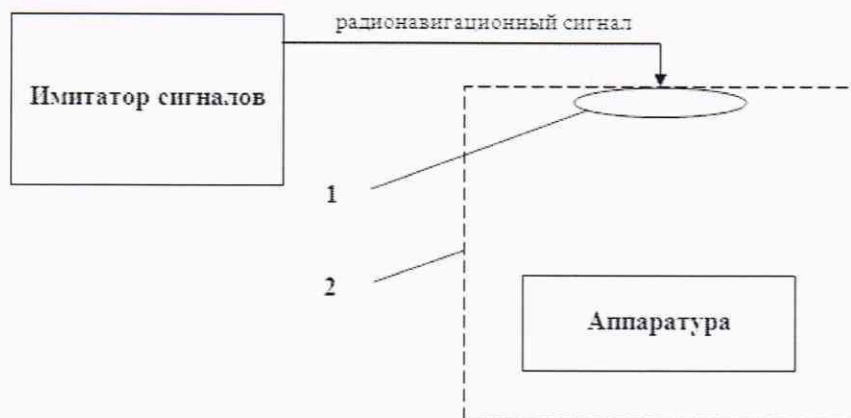 радионавигационный сигнал
Имитатор сигналов
1
2
Аппаратура